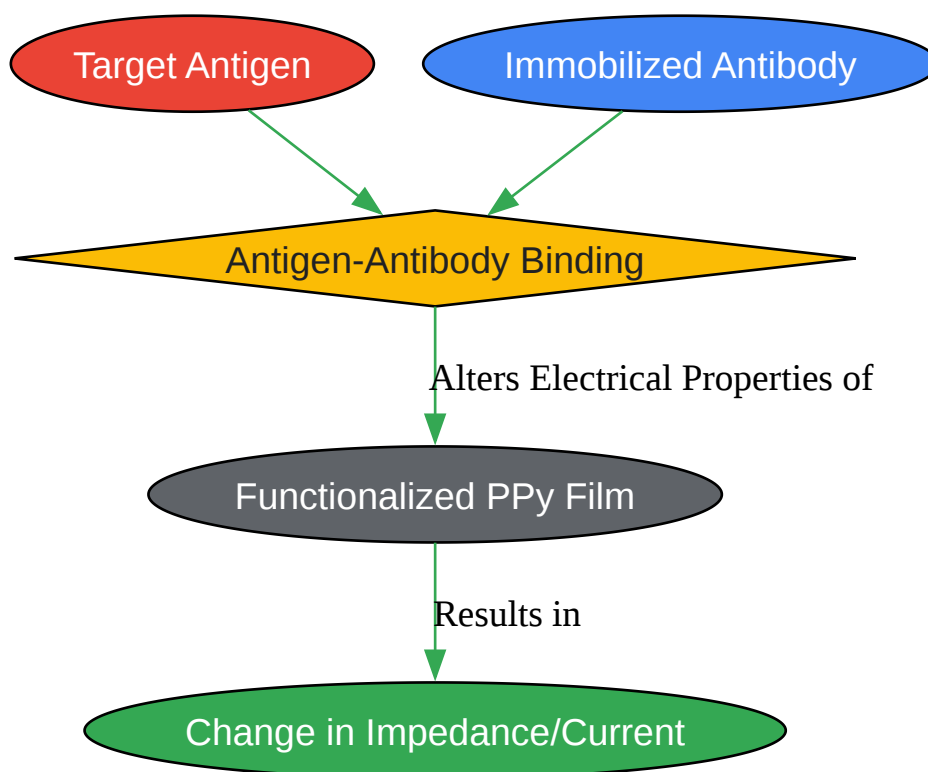 Target Antigen
Immobilized Antibody
Antigen-Antibody Binding
Alters Electrical Properties of
Functionalized PPy Film
Results in
Change in Impedance/Current